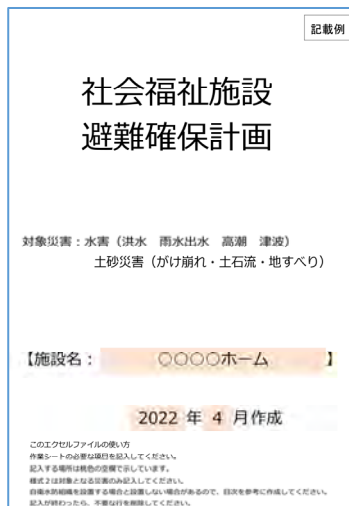 記載例
社会福祉施設
避難確保計画
対象災害：水害（洪水　雨水出水　高潮　津波）
土砂災害（がけ崩れ・土石流・地すべり）
【施設名：　○○○○ホーム　】
2022 年 4 月作成
このエクセルファイルの使い方
作業シートの必要な項目を記入してください。
記入する場所は桃色の空欄で示しています。
様式２は対象となる災害のみ記入してください。
自衛水防組織を設置する場合と設置しない場合があるので、目次を参考に作成してください。
記入が終わったら、不要な行を削除してください。